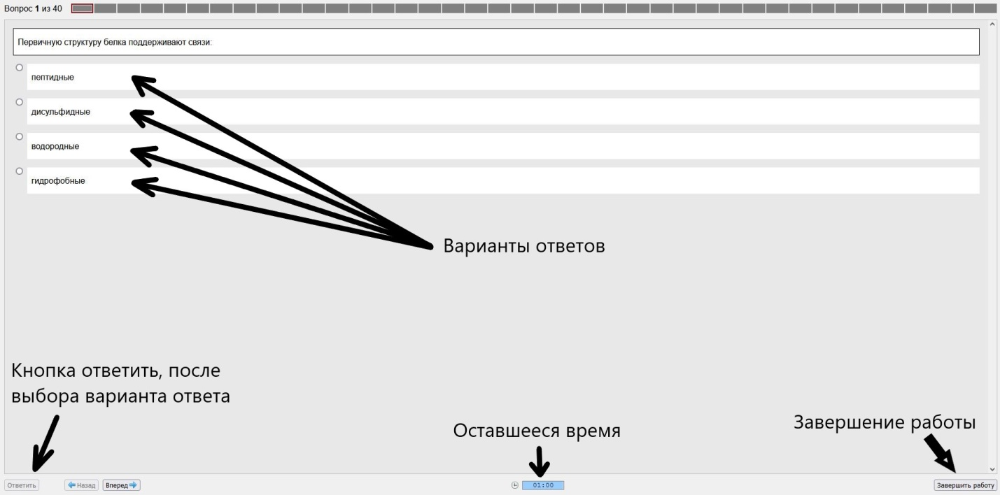 Вопрос 1 из 40
Первичную структуру белка поддерживают связи:
пептидные
дисульфидные
водородные
гидрофобные
Варианты ответов
Кнопка ответить, после
выбора варианта ответа
Оставшееся время
Завершение работы
Ответить
Назад
Вперед
01:00
Завершить работу